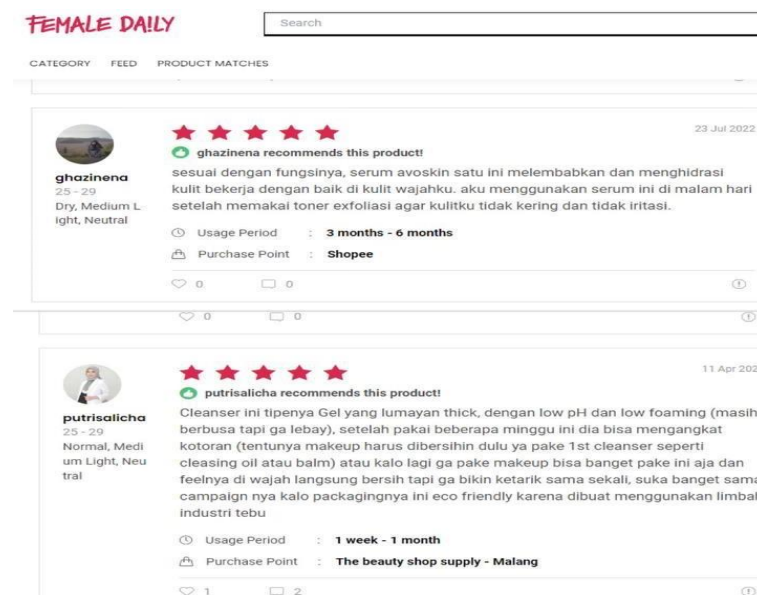 FEMALE DA!LY
Search
CATEGORY FEED PRODUCT MATCHES
23 Jul 2022
ghazinena recommends this product!
ghazinena
25 - 29
Dry, Medium L
ight, Neutral
sesuai dengan fungsinya, serum avoskin satu ini melembabkan dan menghidrasi
kulit bekerja dengan baik di kulit wajahku. aku menggunakan serum ini di malam hari
setelah memakai toner exfoliasi agar kulitku tidak kering dan tidak iritasi.
Usage Period : 3 months - 6 months
Purchase Point : Shopee
0 0
0 0
11 Apr 202
putrisalicha recommends this product!
putrisalicha
25 - 29
Normal, Medi
um Light, Neu
tral
Cleanser ini tipenya Gel yang lumayan thick, dengan low pH dan low foaming (masih
berbusa tapi ga lebay), setelah pakai beberapa minggu ini dia bisa mengangkat
kotoran (tentunya makeup harus dibersihin dulu ya pake 1st cleanser seperti
cleasing oil atau balm) atau kalo lagi ga pake makeup bisa banget pake ini aja dan
feelnya di wajah langsung bersih tapi ga bikin ketarik sama sekali, suka banget sama
campaign nya kalo packagingnya ini eco friendly karena dibuat menggunakan limbal
industri tebu
Usage Period : 1 week - 1 month
Purchase Point : The beauty shop supply - Malang
1 2